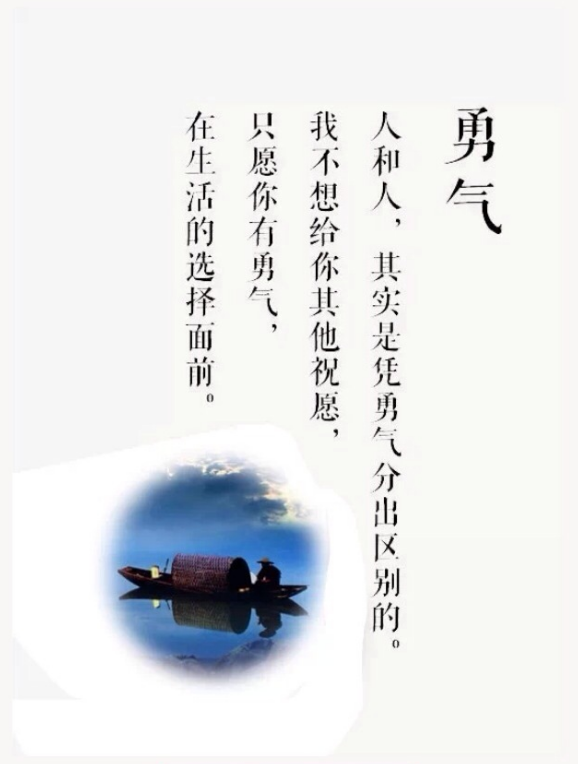 勇气
人和人，其实是凭勇气分出区别的。
我不想给你其他祝愿，
只愿你有勇气，
在生活的选择面前。